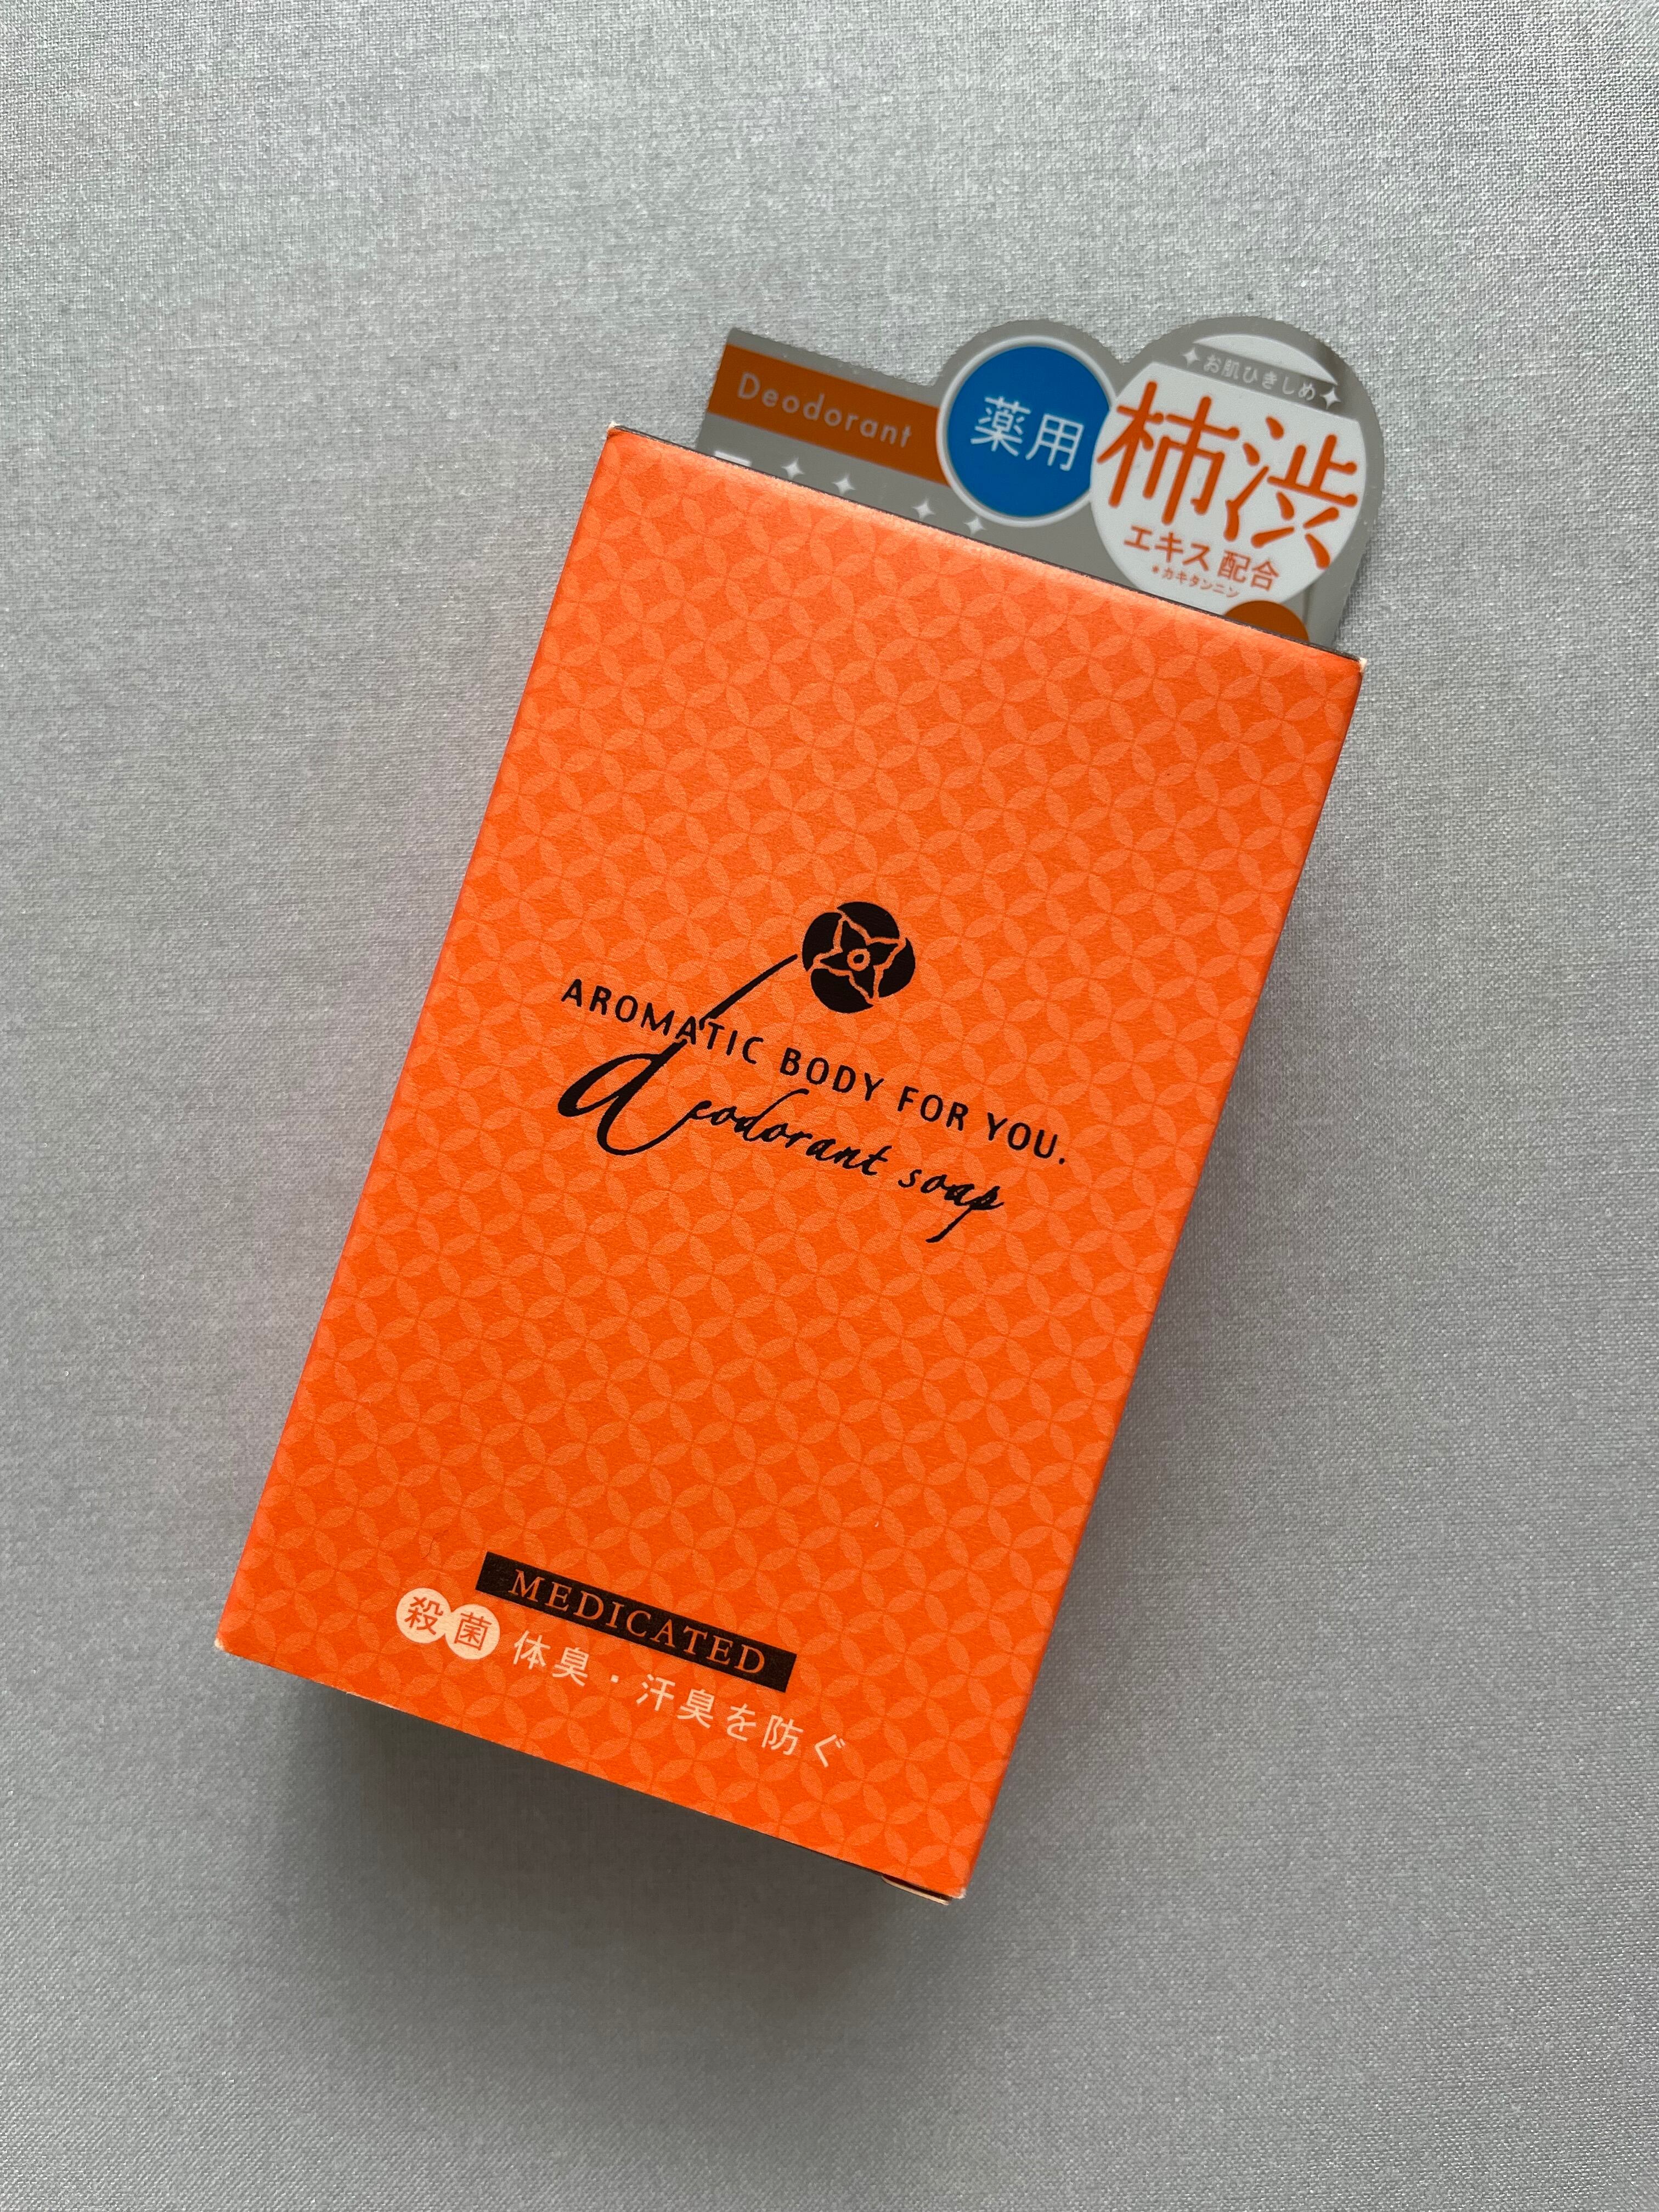 Deodorant
薬用
お肌ひきしめ
柿渋
エキス配合
*カキタンニン
AROMATIC BODY FOR YOU.
deodorant soap
MEDICATED
殺菌 体臭・汗臭を防ぐ